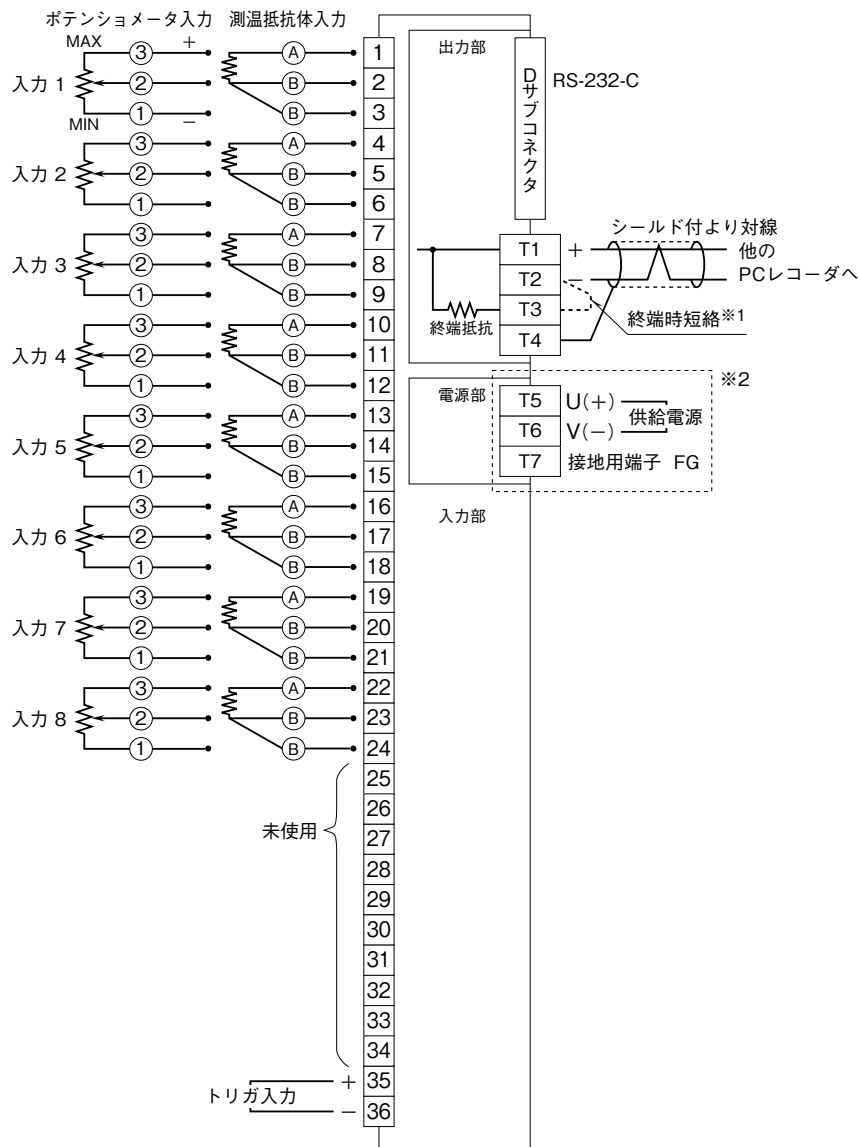 ポテンショメータ入力 測温抵抗体入力
MAX ③ + Ⓐ 1
入力 1 ② Ⓑ 2
① Ⓑ 3
MIN −
③ Ⓐ 4
入力 2 ② Ⓑ 5
① Ⓑ 6
③ Ⓐ 7
入力 3 ② Ⓑ 8
① Ⓑ 9
③ Ⓐ 10
入力 4 ② Ⓑ 11
① Ⓑ 12
③ Ⓐ 13
入力 5 ② Ⓑ 14
① Ⓑ 15
③ Ⓐ 16
入力 6 ② Ⓑ 17
① Ⓑ 18
③ Ⓐ 19
入力 7 ② Ⓑ 20
① Ⓑ 21
③ Ⓐ 22
入力 8 ② Ⓑ 23
① Ⓑ 24
25
26
未使用 27
28
29
30
31
32
33
34
トリガ入力
+ 35
− 36
出力部
Dサブコネクタ
RS-232-C
シールド付より対線
T1 + 他の
T2 − PCレコーダへ
T3
終端抵抗
終端時短絡※1
T4
※2
電源部
T5 U(+)
供給電源
T6 V(−)
T7 接地用端子 FG
入力部